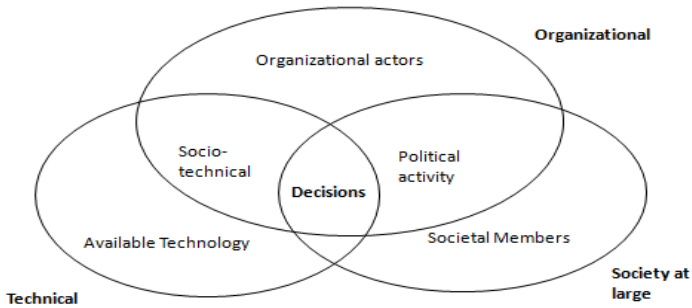 Organizational
Organizational actors
Socio-
technical
Political
activity
Decisions
Available Technology
Societal Members
Technical
Society at
large